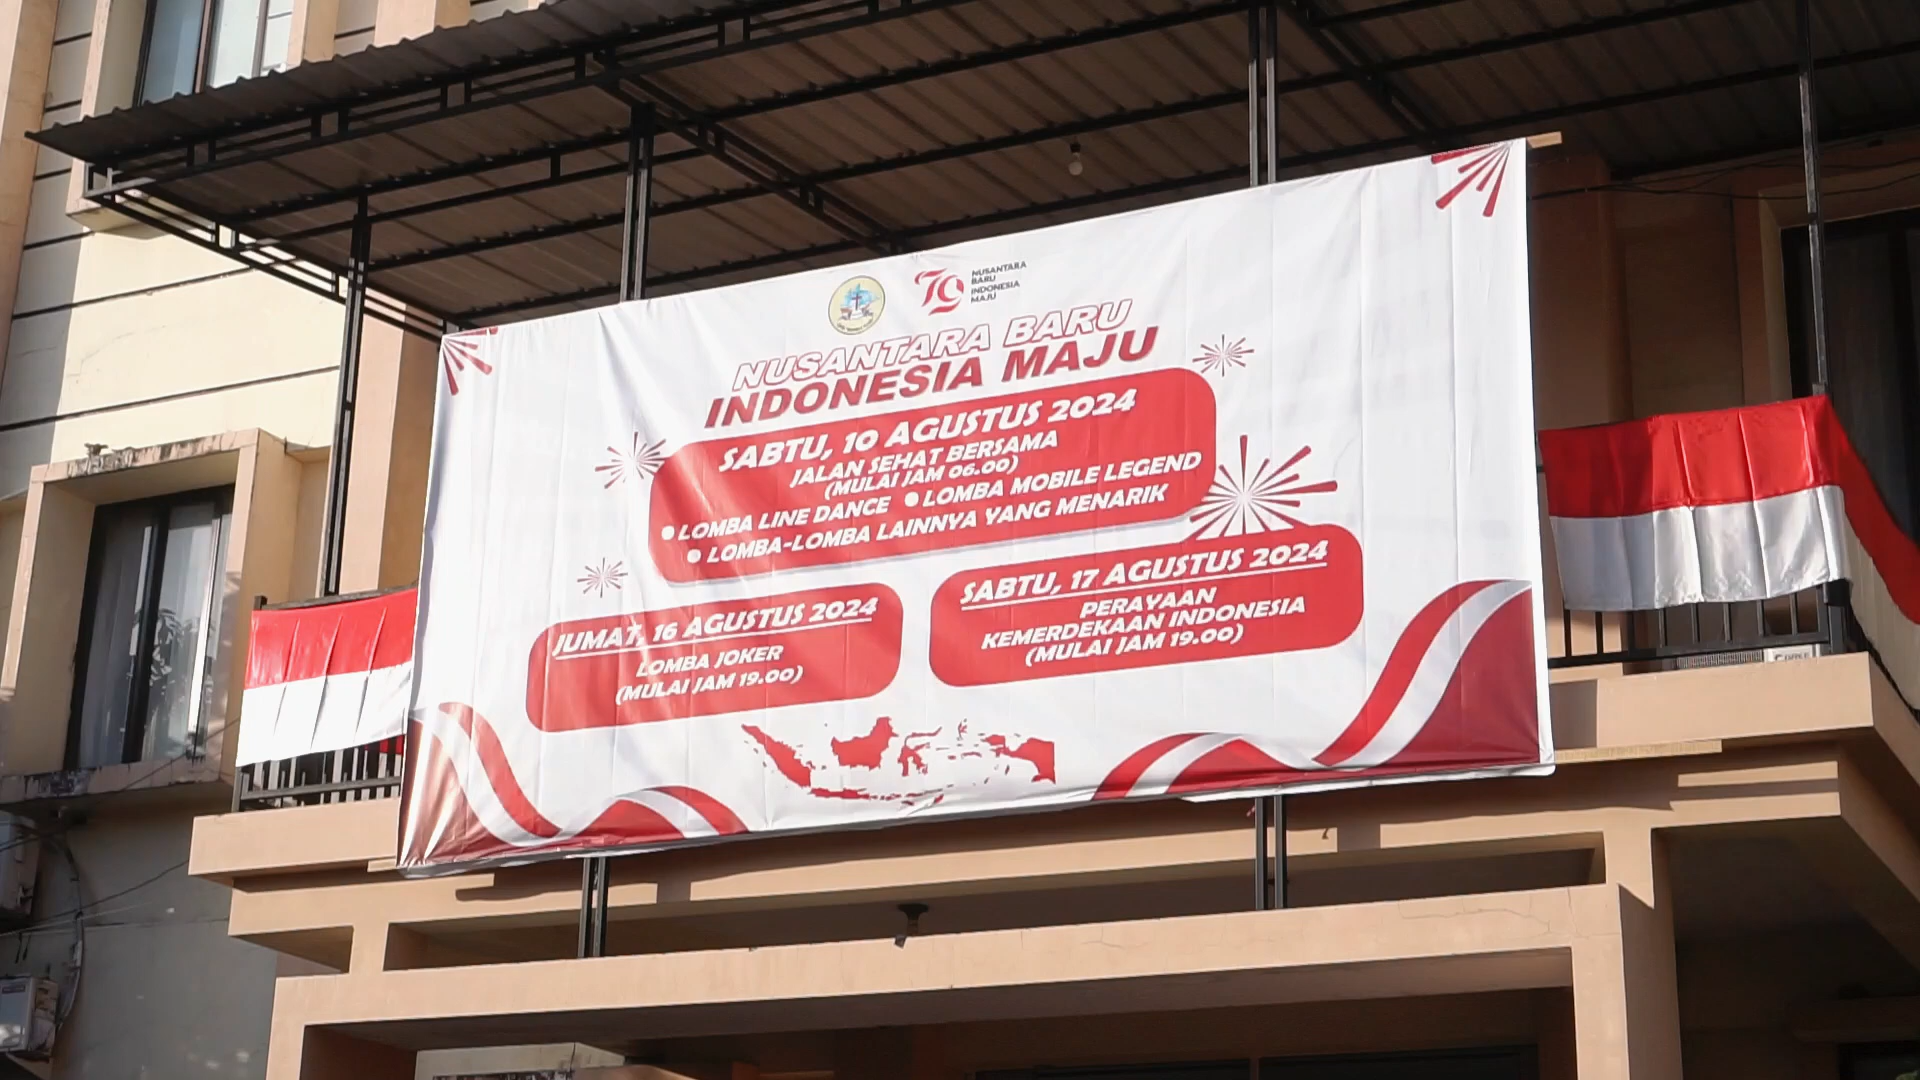 79 NUSANTARA
BARU
INDONESIA
MAJU
NUSANTARA BARU
INDONESIA MAJU
SABTU, 10 AGUSTUS 2024
JALAN SEHAT BERSAMA
(MULAI JAM 06.00)
• LOMBA LINE DANCE • LOMBA MOBILE LEGEND
• LOMBA-LOMBA LAINNYA YANG MENARIK
JUMAT, 16 AGUSTUS 2024
LOMBA JOKER
(MULAI JAM 19.00)
SABTU, 17 AGUSTUS 2024
PERAYAAN
KEMERDEKAAN INDONESIA
(MULAI JAM 19.00)